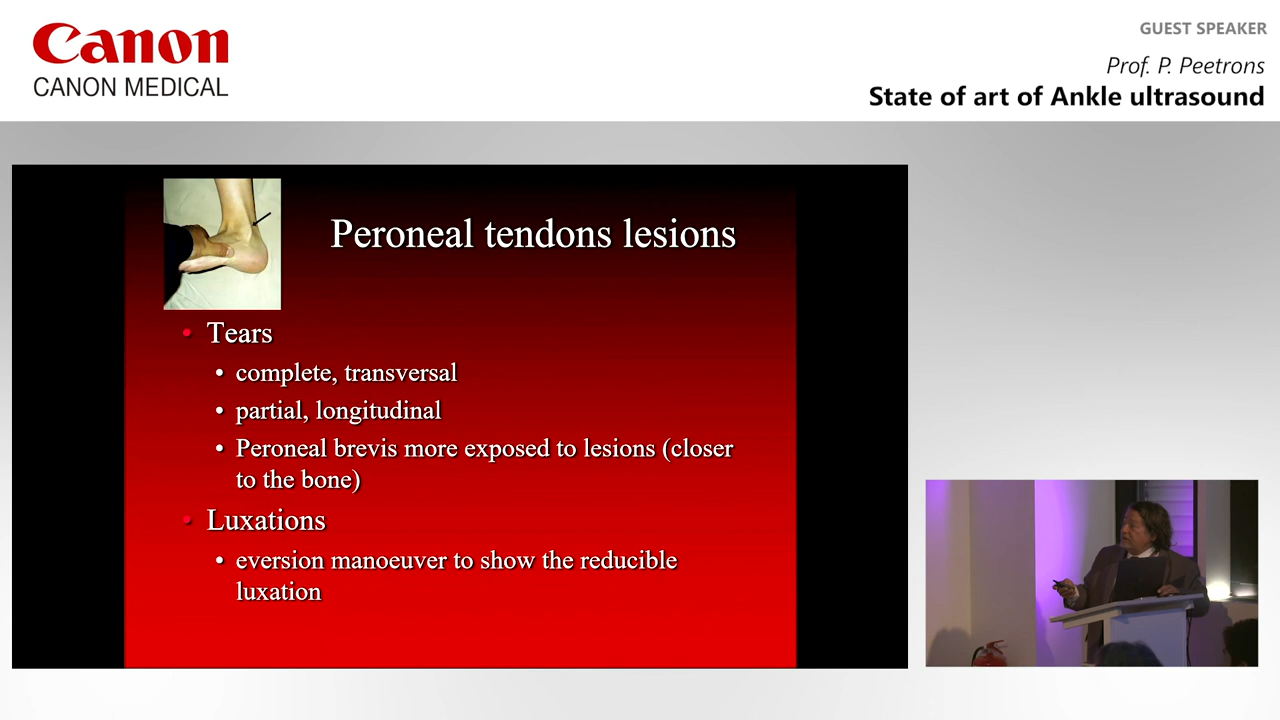 Canon
CANON MEDICAL
GUEST SPEAKER
Prof. P. Peetrons
State of art of Ankle ultrasound
Peroneal tendons lesions
• Tears
• complete, transversal
• partial, longitudinal
• Peroneal brevis more exposed to lesions (closer
to the bone)
• Luxations
• eversion manoeuver to show the reducible
luxation